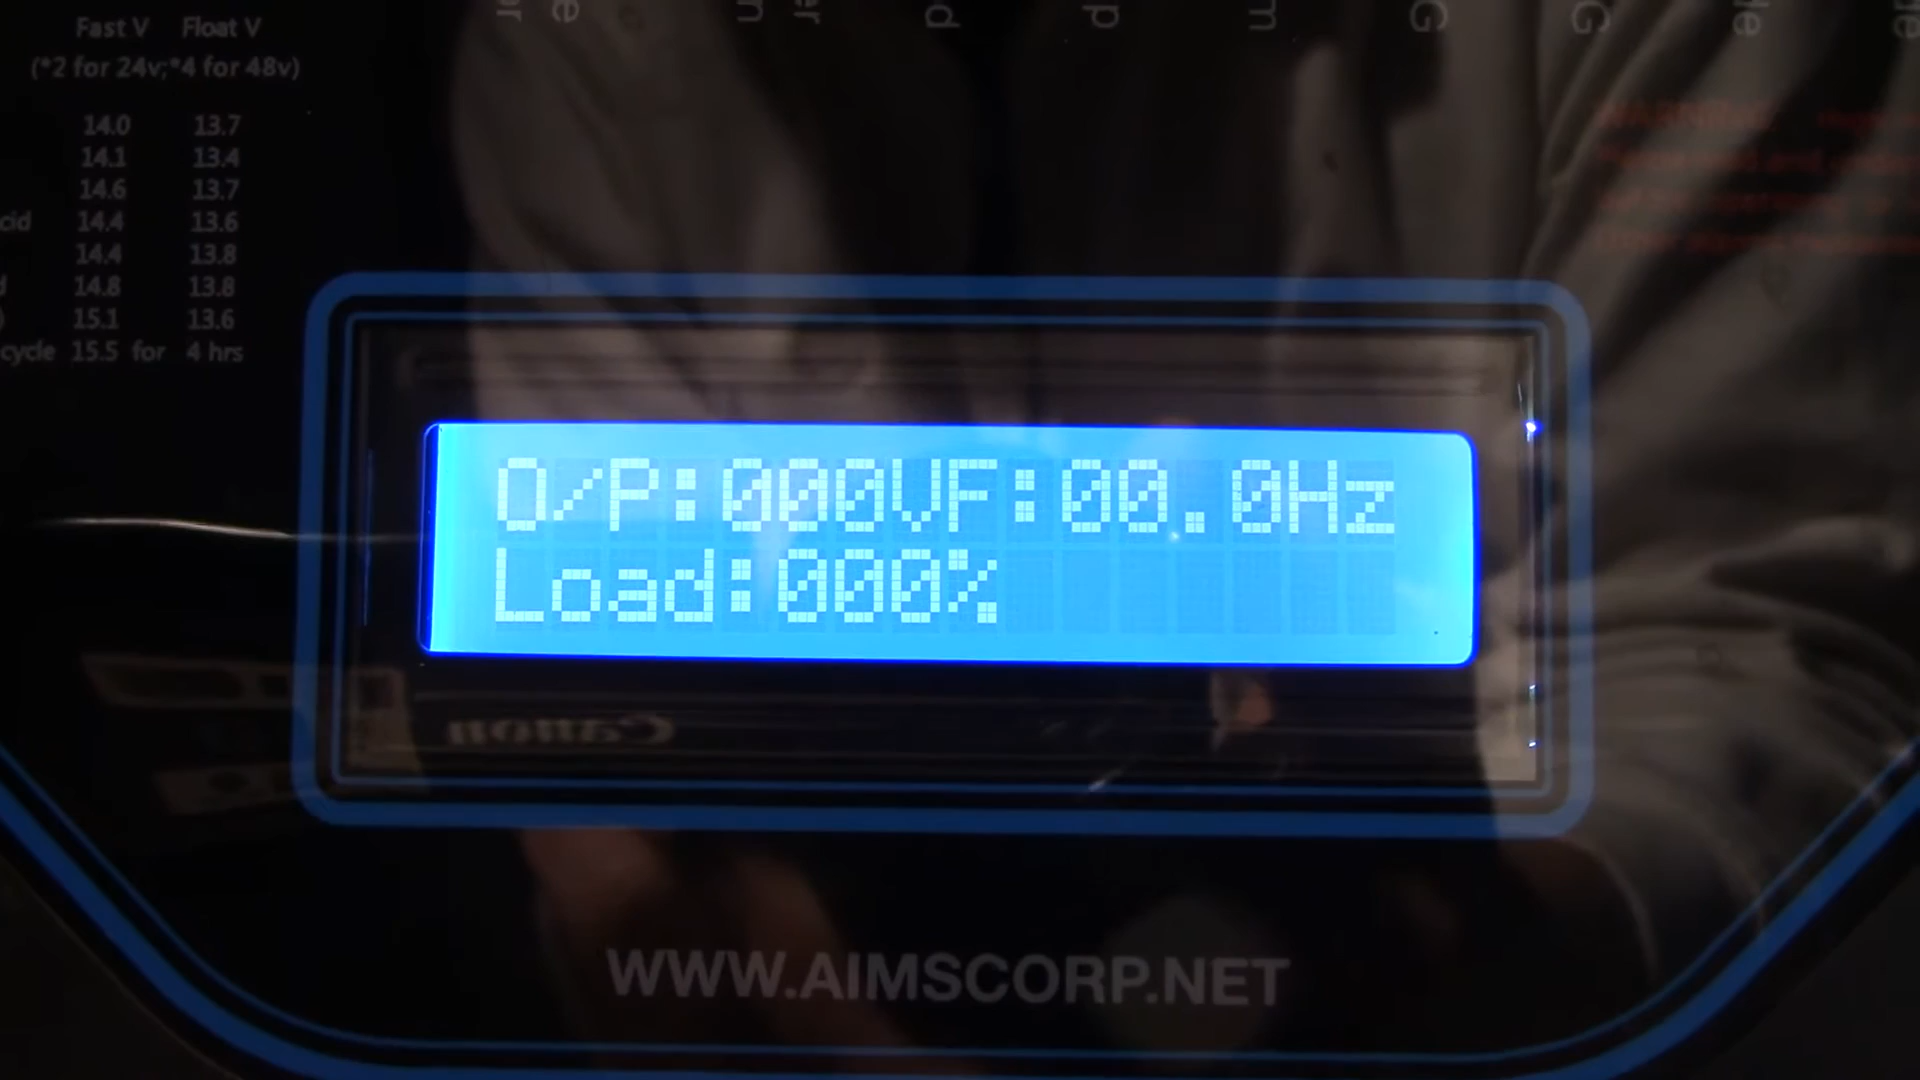 Fast V Float V
(*2 for 24v;*4 for 48v)
14.0 13.7
14.1 13.4
14.6 13.7
cid 14.4 13.6
14.4 13.8
d 14.8 13.8
) 15.1 13.6
cycle 15.5 for 4 hrs
O/P:000VF:00.0Hz
Load:000%
Canon
WWW.AIMSCORP.NET